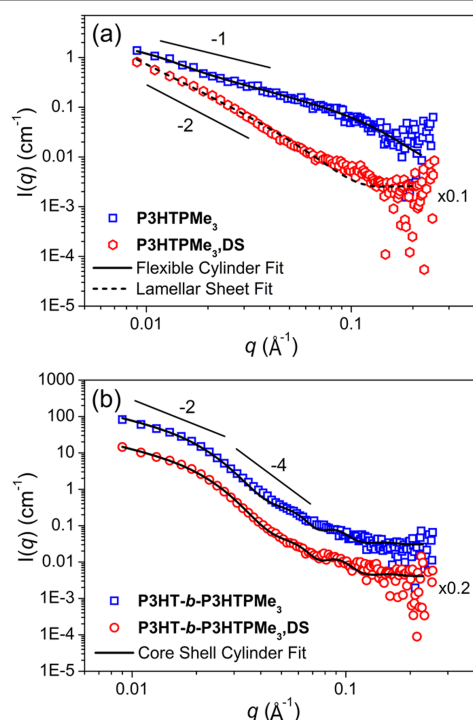 (a)
-1
-2
I(q) (cm⁻¹)
1
0.1
0.01
1E-3
1E-4
1E-5
x0.1
P3HTPMe₃
P3HTPMe₃,DS
Flexible Cylinder Fit
Lamellar Sheet Fit
0.01
0.1
q (Å⁻¹)
(b)
-2
-4
I(q) (cm⁻¹)
1000
100
10
1
0.1
0.01
1E-3
1E-4
1E-5
x0.2
P3HT-b-P3HTPMe₃
P3HT-b-P3HTPMe₃,DS
Core Shell Cylinder Fit
0.01
0.1
q (Å⁻¹)